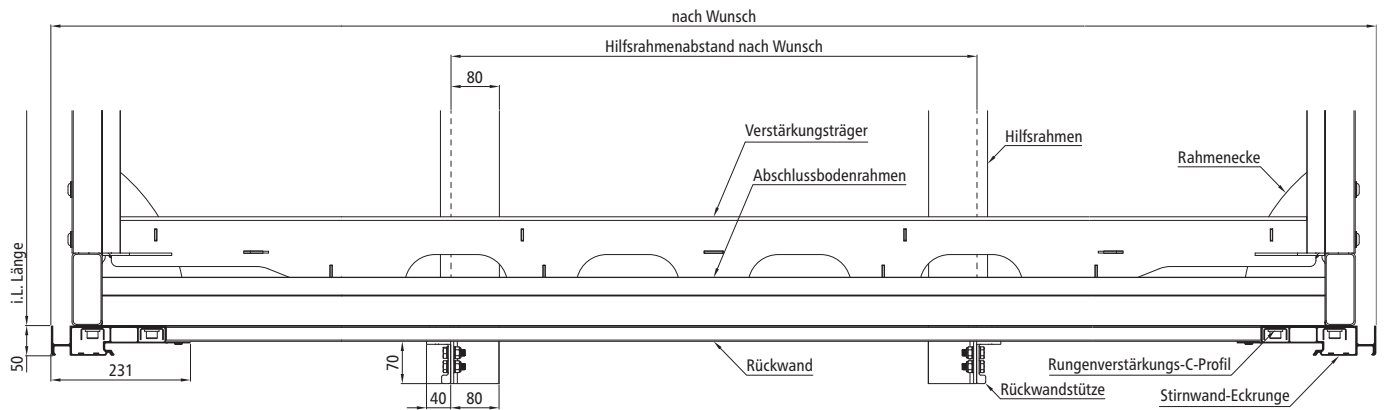 nach Wunsch
Hilfsrahmenabstand nach Wunsch
80
Verstärkungsträger
Hilfsrahmen
Rahmenecke
Abschlussbodenrahmen
i.L. Länge
50
231
70
40
80
Rückwand
Rungenverstärkungs-C-Profil
Rückwandstütze
Stirnwand-Eckrunge